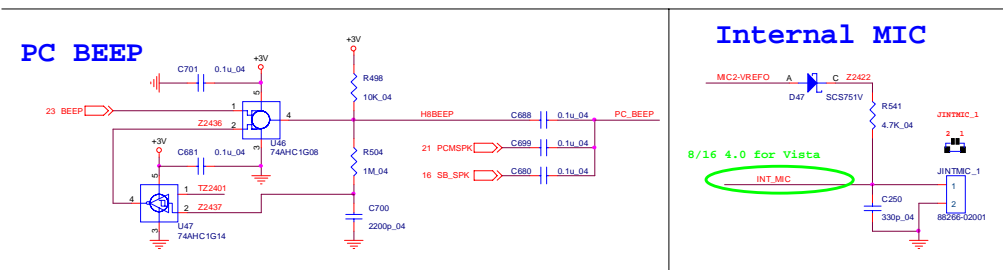 PC BEEP
+3V
C701 0.1u_04
5
23 BEEP
1
Z2436
2
4
3
U46
74AHC1G08
+3V
R498
10K_04
H8BEEP
C688 0.1u_04
PC_BEEP
21 PCMSPK
C699 0.1u_04
16 SB_SPK
C680 0.1u_04
R504
1M_04
C700
2200p_04
+3V
C681 0.1u_04
5
1
TZ2401
4
2
Z2437
3
U47
74AHC1G14
Internal MIC
MIC2-VREFO
A
C
Z2422
D47
SCS751V
R541
4.7K_04
JINTMIC_1
2 1
8/16 4.0 for Vista
INT_MIC
JINTMIC_1
1
2
88266-02001
C250
330p_04